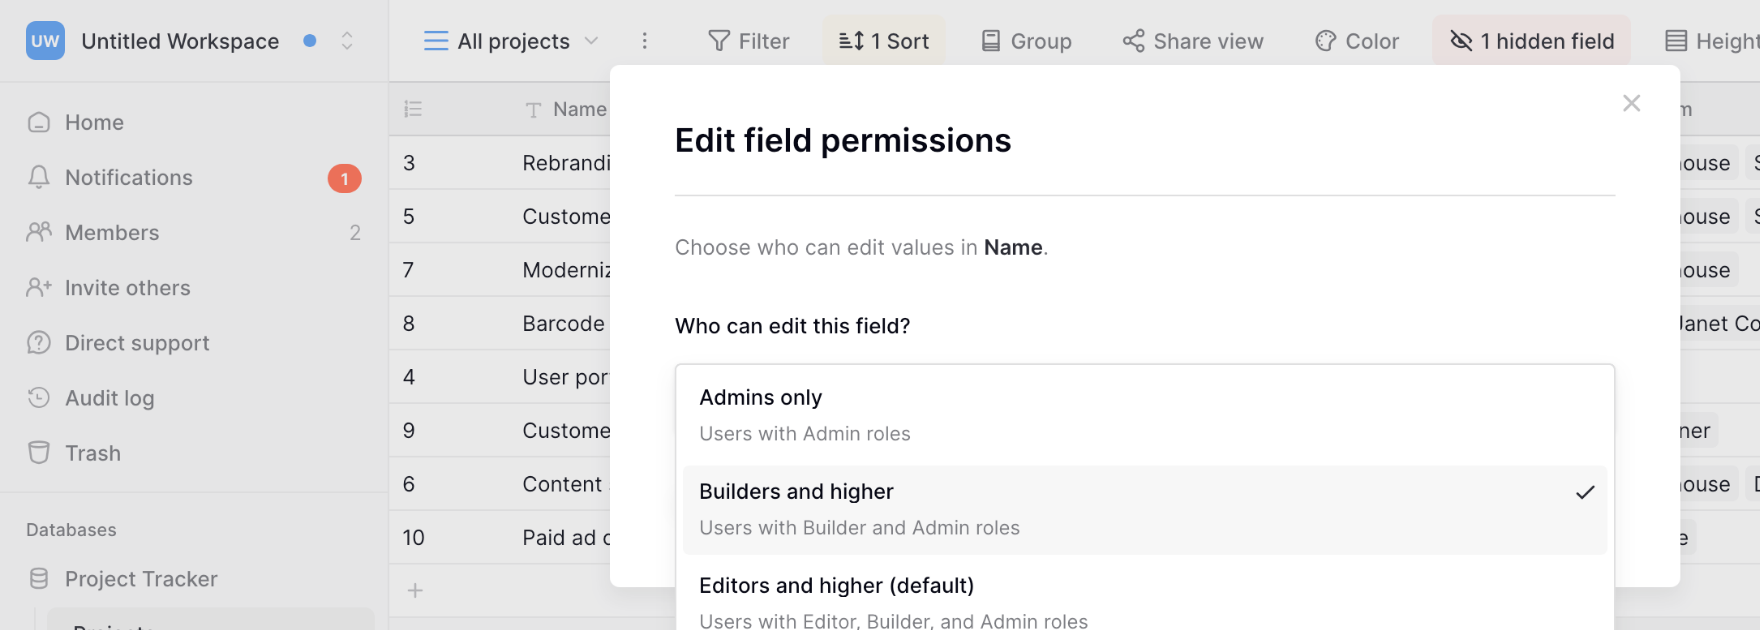 UW Untitled Workspace
All projects
Filter
1 Sort
Group
Share view
Color
1 hidden field
Height
Home
Notifications 1
Members 2
Invite others
Direct support
Audit log
Trash
Databases
Project Tracker
Projects
Name
3 Rebrandi
5 Custome
7 Moderniz
8 Barcode
4 User por
9 Custome
6 Content
10 Paid ad c
Edit field permissions
Choose who can edit values in Name.
Who can edit this field?
Admins only
Users with Admin roles
Builders and higher
Users with Builder and Admin roles
Editors and higher (default)
Users with Editor, Builder, and Admin roles
m
ouse
ouse
ouse
Janet Co
ner
ouse
e